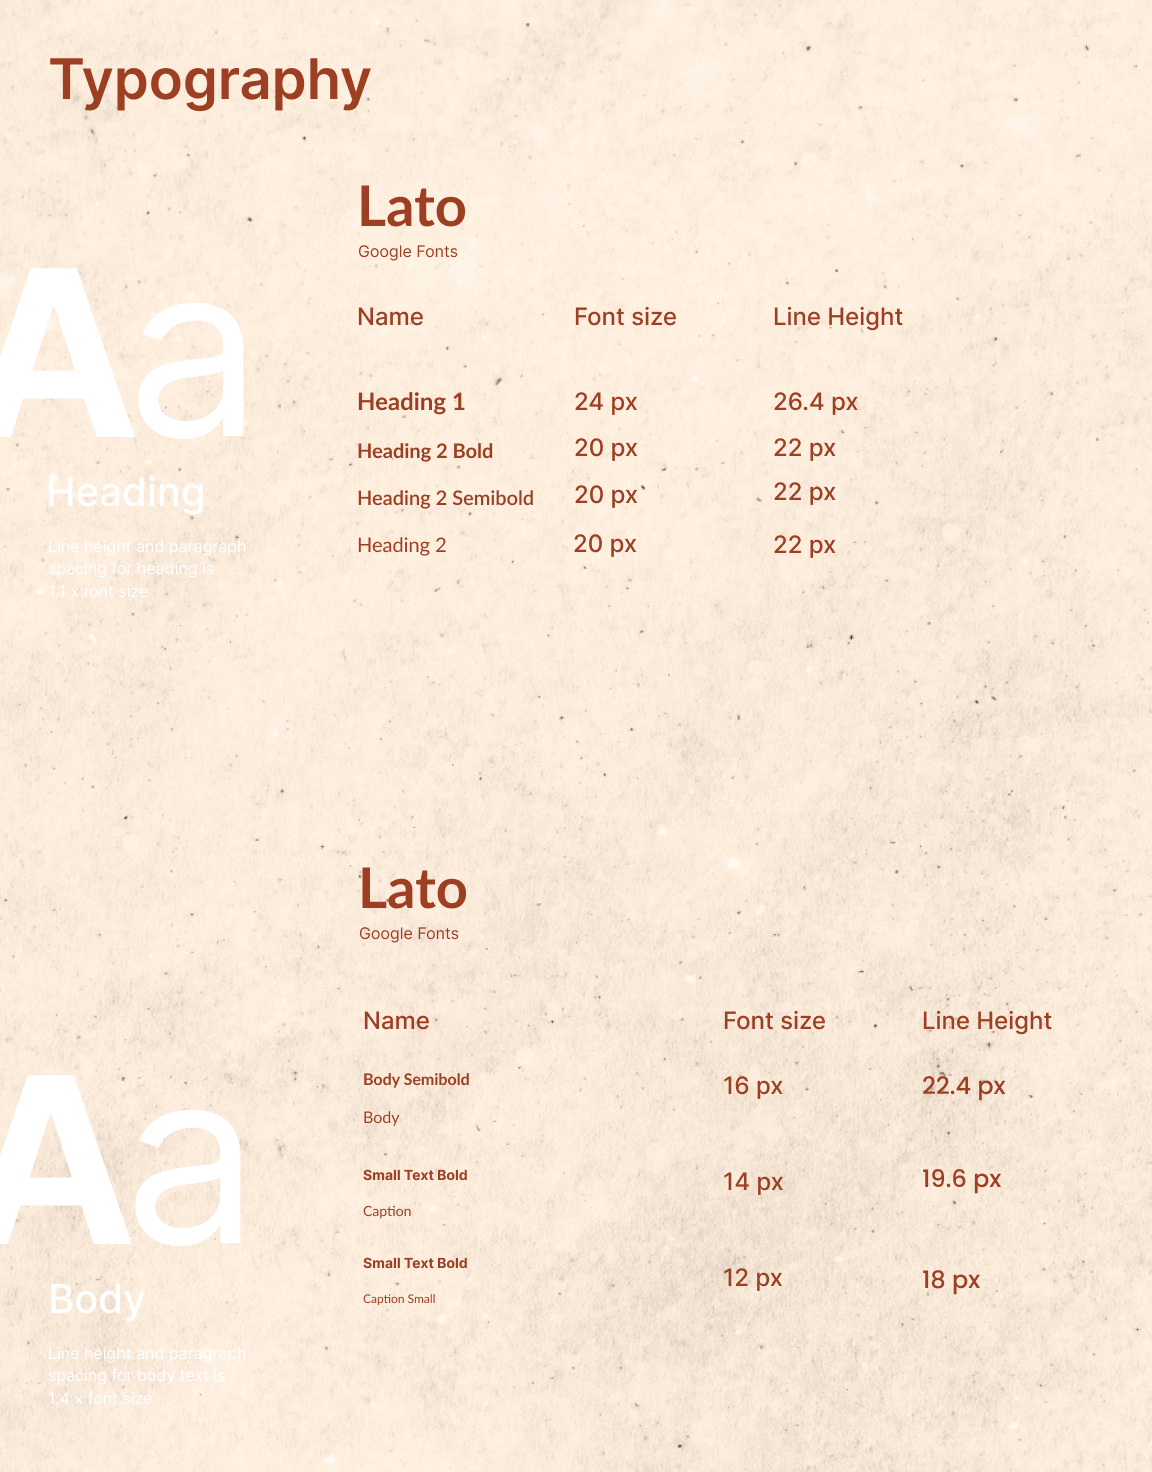 Typography
Lato
Google Fonts
Aa
Heading
Line height and paragraph
spacing for heading is
1.1 x font size
Name Font size Line Height
Heading 1 24 px 26.4 px
Heading 2 Bold 20 px 22 px
Heading 2 Semibold 20 px 22 px
Heading 2 20 px 22 px
Lato
Google Fonts
Aa
Body
Line height and paragraph
spacing for body text is
1.4 x font size
Name Font size Line Height
Body Semibold 16 px 22.4 px
Body
Small Text Bold 14 px 19.6 px
Caption
Small Text Bold 12 px 18 px
Caption Small